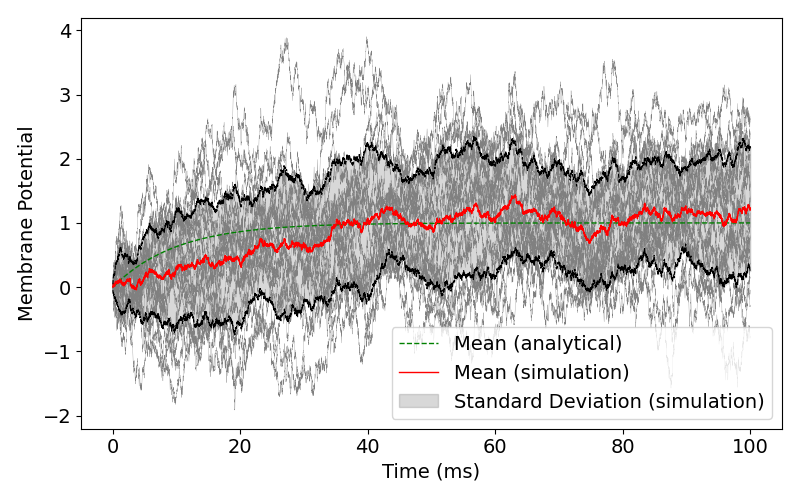 4
3
2
1
0
−1
−2
Membrane Potential
Mean (analytical)
Mean (simulation)
Standard Deviation (simulation)
0
20
40
60
80
100
Time (ms)